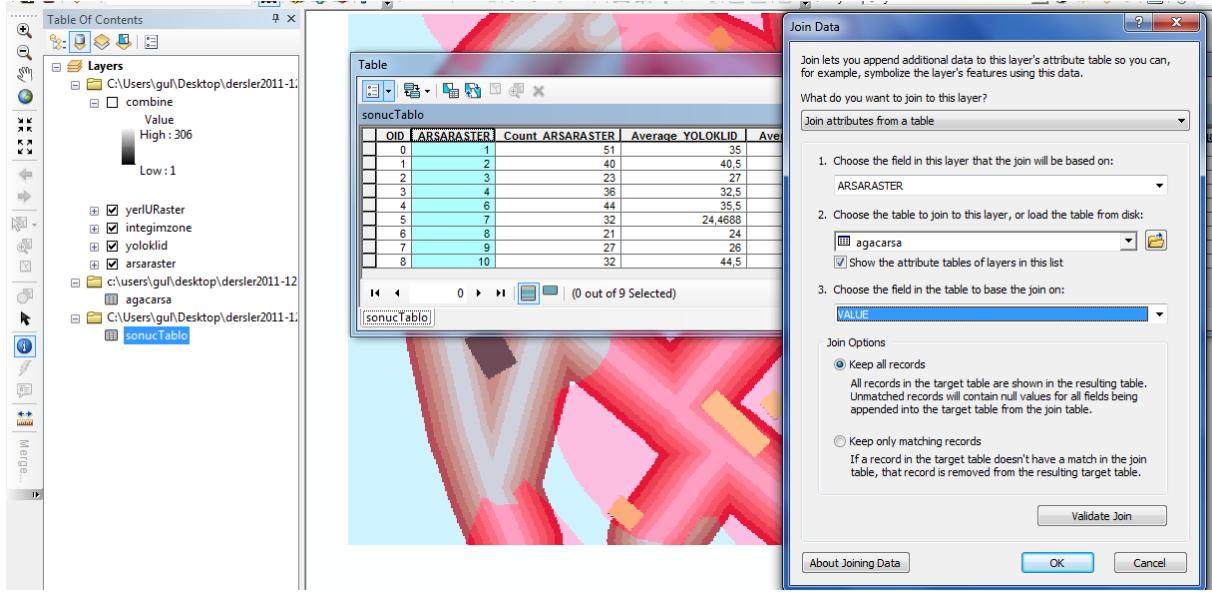 Table Of Contents
Layers
C:\Users\gul\Desktop\dersler2011-12
combine
Value
High : 306
Low : 1
yerlURaster
integimzone
yoloklid
arsaraster
c:\users\gul\desktop\dersler2011-12
agacarsa
C:\Users\gul\Desktop\dersler2011-12
sonucTablo
Merge...
Table
sonucTablo
OID ARSARASTER Count_ARSARASTER Average_YOLOKLID Aver
0 1 51 35
1 2 40 40,5
2 3 23 27
3 4 36 32,5
4 6 44 35,5
5 7 32 24,4688
6 8 21 24
7 9 27 26
8 10 32 44,5
0 (0 out of 9 Selected)
sonucTablo
Join Data
Join lets you append additional data to this layer's attribute table so you can,
for example, symbolize the layer's features using this data.
What do you want to join to this layer?
Join attributes from a table
1. Choose the field in this layer that the join will be based on:
ARSARASTER
2. Choose the table to join to this layer, or load the table from disk:
agacarsa
Show the attribute tables of layers in this list
3. Choose the field in the table to base the join on:
VALUE
Join Options
Keep all records
All records in the target table are shown in the resulting table.
Unmatched records will contain null values for all fields being
appended into the target table from the join table.
Keep only matching records
If a record in the target table doesn't have a match in the join
table, that record is removed from the resulting target table.
Validate Join
About Joining Data
OK
Cancel